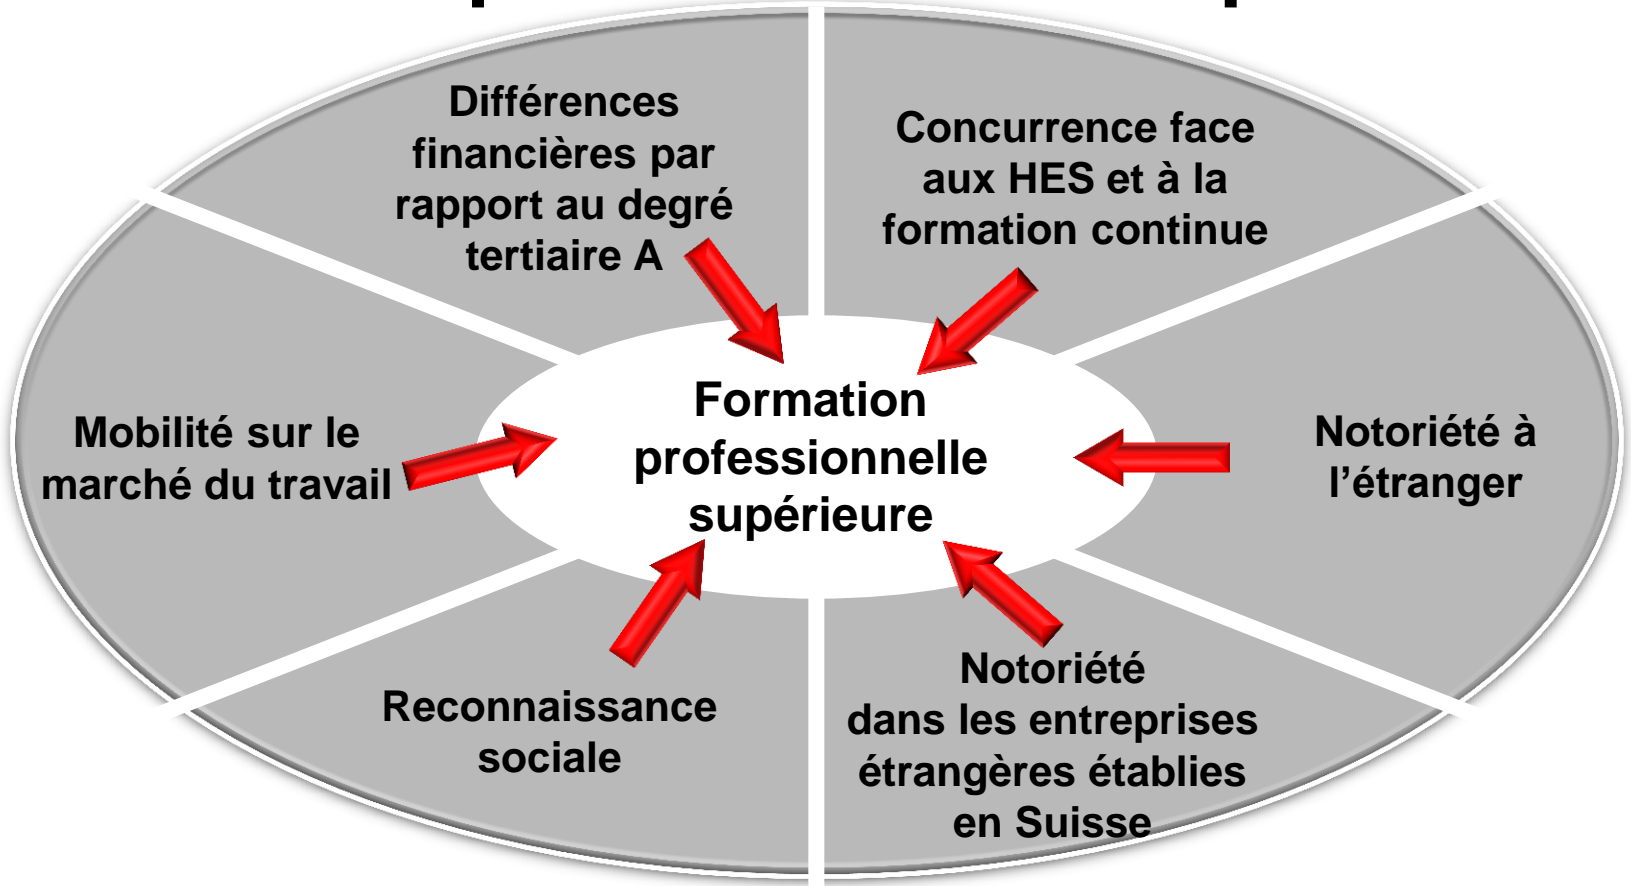 Différences
financières par
rapport au degré
tertiaire A
Concurrence face
aux HES et à la
formation continue
Mobilité sur le
marché du travail
Formation
professionnelle
supérieure
Notoriété à
l’étranger
Reconnaissance
sociale
Notoriété
dans les entreprises
étrangères établies
en Suisse